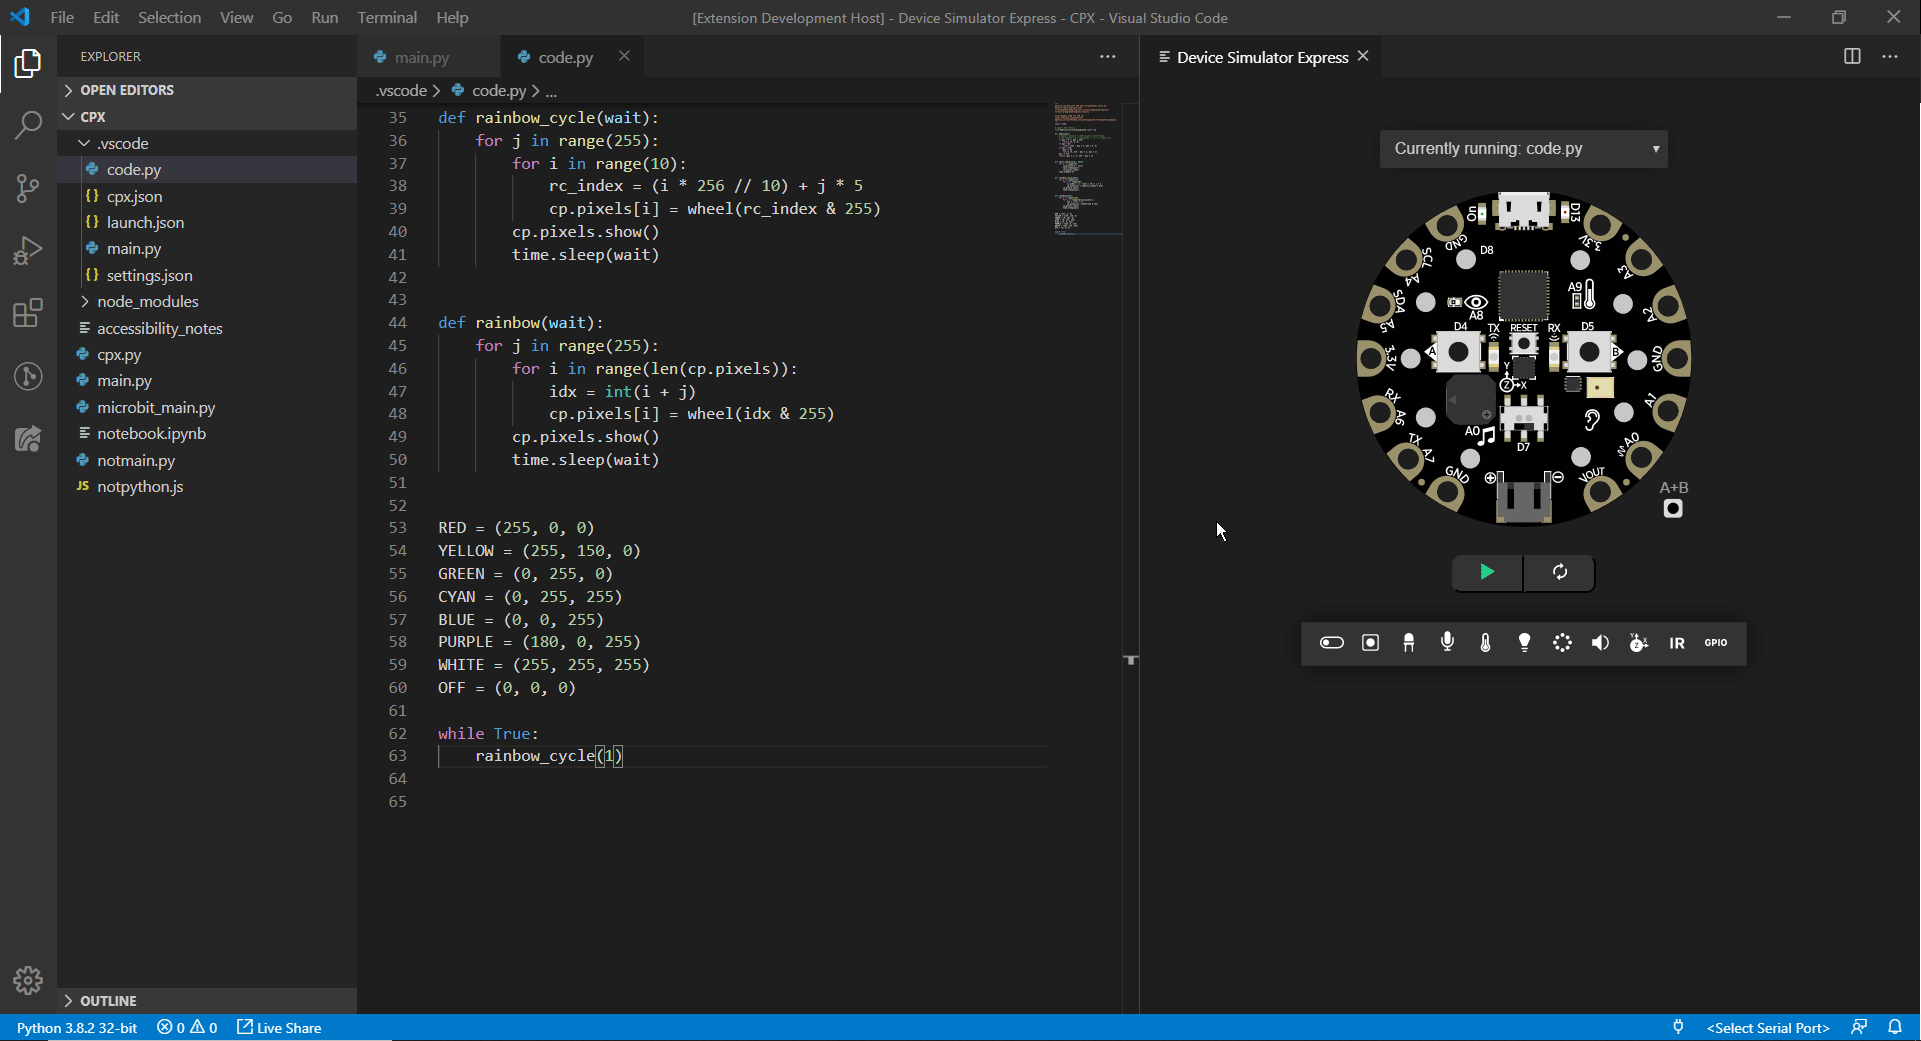 File Edit Selection View Go Run Terminal Help
[Extension Development Host] - Device Simulator Express - CPX - Visual Studio Code
EXPLORER
OPEN EDITORS
CPX
.vscode
code.py
cpx.json
launch.json
main.py
settings.json
node_modules
accessibility_notes
cpx.py
main.py
microbit_main.py
notebook.ipynb
notmain.py
JS notpython.js
OUTLINE
main.py
code.py
.vscode > code.py > ...
35 def rainbow_cycle(wait):
36 for j in range(255):
37 for i in range(10):
38 rc_index = (i * 256 // 10) + j * 5
39 cp.pixels[i] = wheel(rc_index & 255)
40 cp.pixels.show()
41 time.sleep(wait)
42
43
44 def rainbow(wait):
45 for j in range(255):
46 for i in range(len(cp.pixels)):
47 idx = int(i + j)
48 cp.pixels[i] = wheel(idx & 255)
49 cp.pixels.show()
50 time.sleep(wait)
51
52
53 RED = (255, 0, 0)
54 YELLOW = (255, 150, 0)
55 GREEN = (0, 255, 0)
56 CYAN = (0, 255, 255)
57 BLUE = (0, 0, 255)
58 PURPLE = (180, 0, 255)
59 WHITE = (255, 255, 255)
60 OFF = (0, 0, 0)
61
62 while True:
63 rainbow_cycle(1)
64
65
Device Simulator Express
Currently running: code.py
On
D13
GND
D8
3.3V
SCL
A4
A3
SDA
A5
A9
A8
A2
D4 TX RESET RX D5
A
B
3.3V
GND
Y
Z X
RX
A6
A1
A0
D7
TX
A7
A0
GND
VOUT
A+B
IR
GPIO
Python 3.8.2 32-bit
0
0
Live Share
<Select Serial Port>